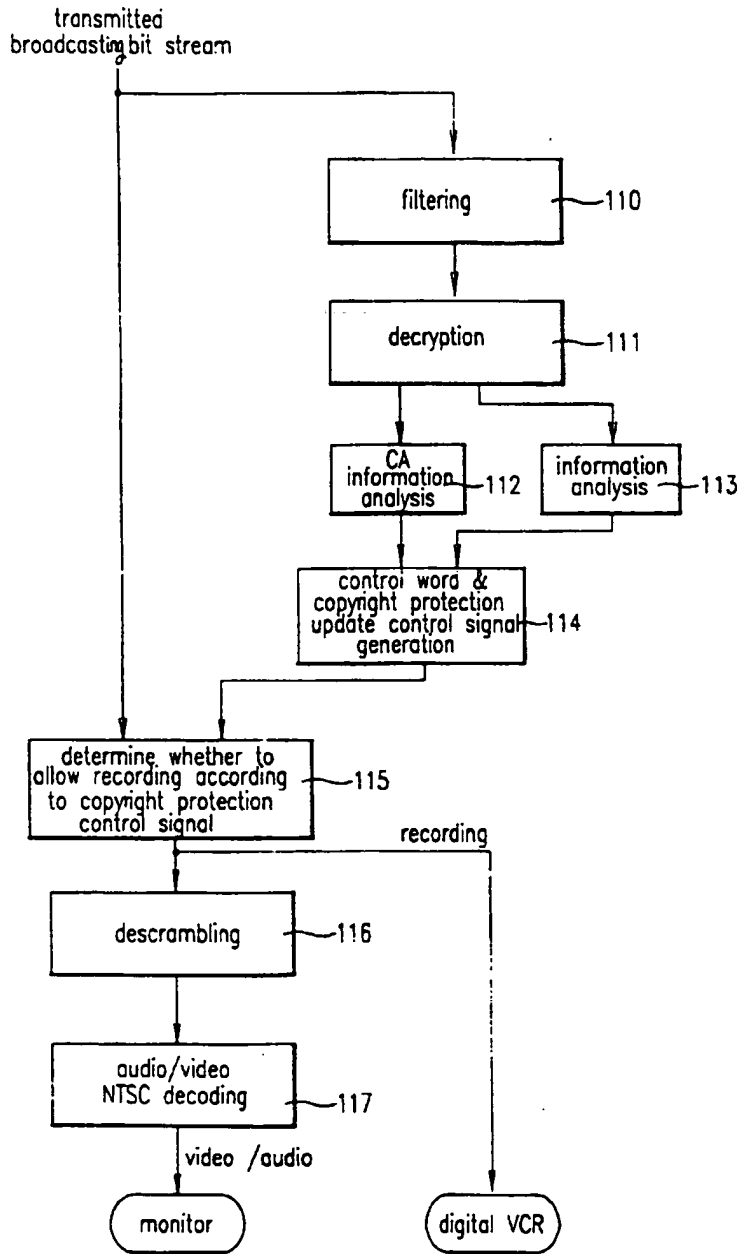 transmitted
broadcasting bit stream
filtering
110
decryption
111
CA
information
analysis
112
information
analysis
113
control word &
copyright protection
update control signal
generation
114
determine whether to
allow recording according
to copyright protection
control signal
115
recording
descrambling
116
audio/video
NTSC decoding
117
video /audio
monitor
digital VCR